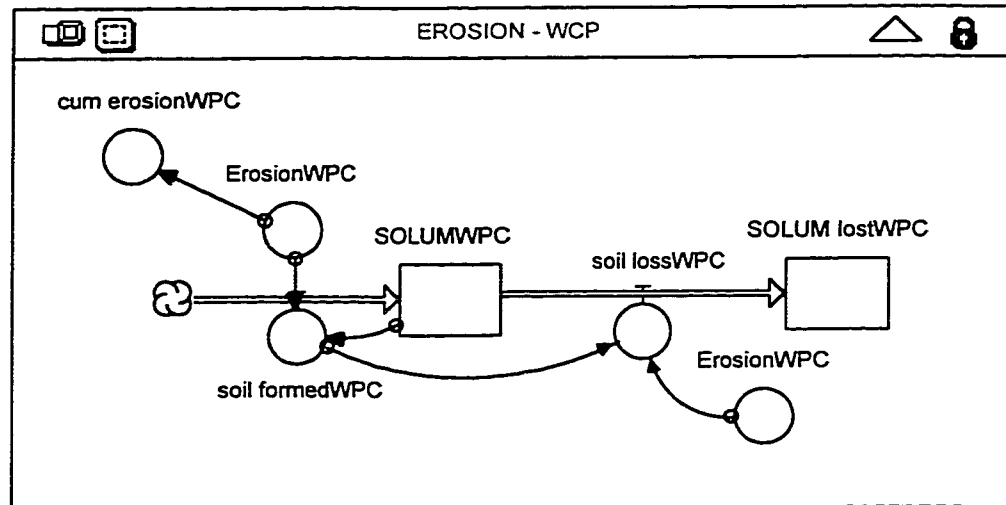 EROSION - WCP
cum erosionWPC
ErosionWPC
SOLUMWPC
SOLUM lostWPC
soil lossWPC
ErosionWPC
soil formedWPC